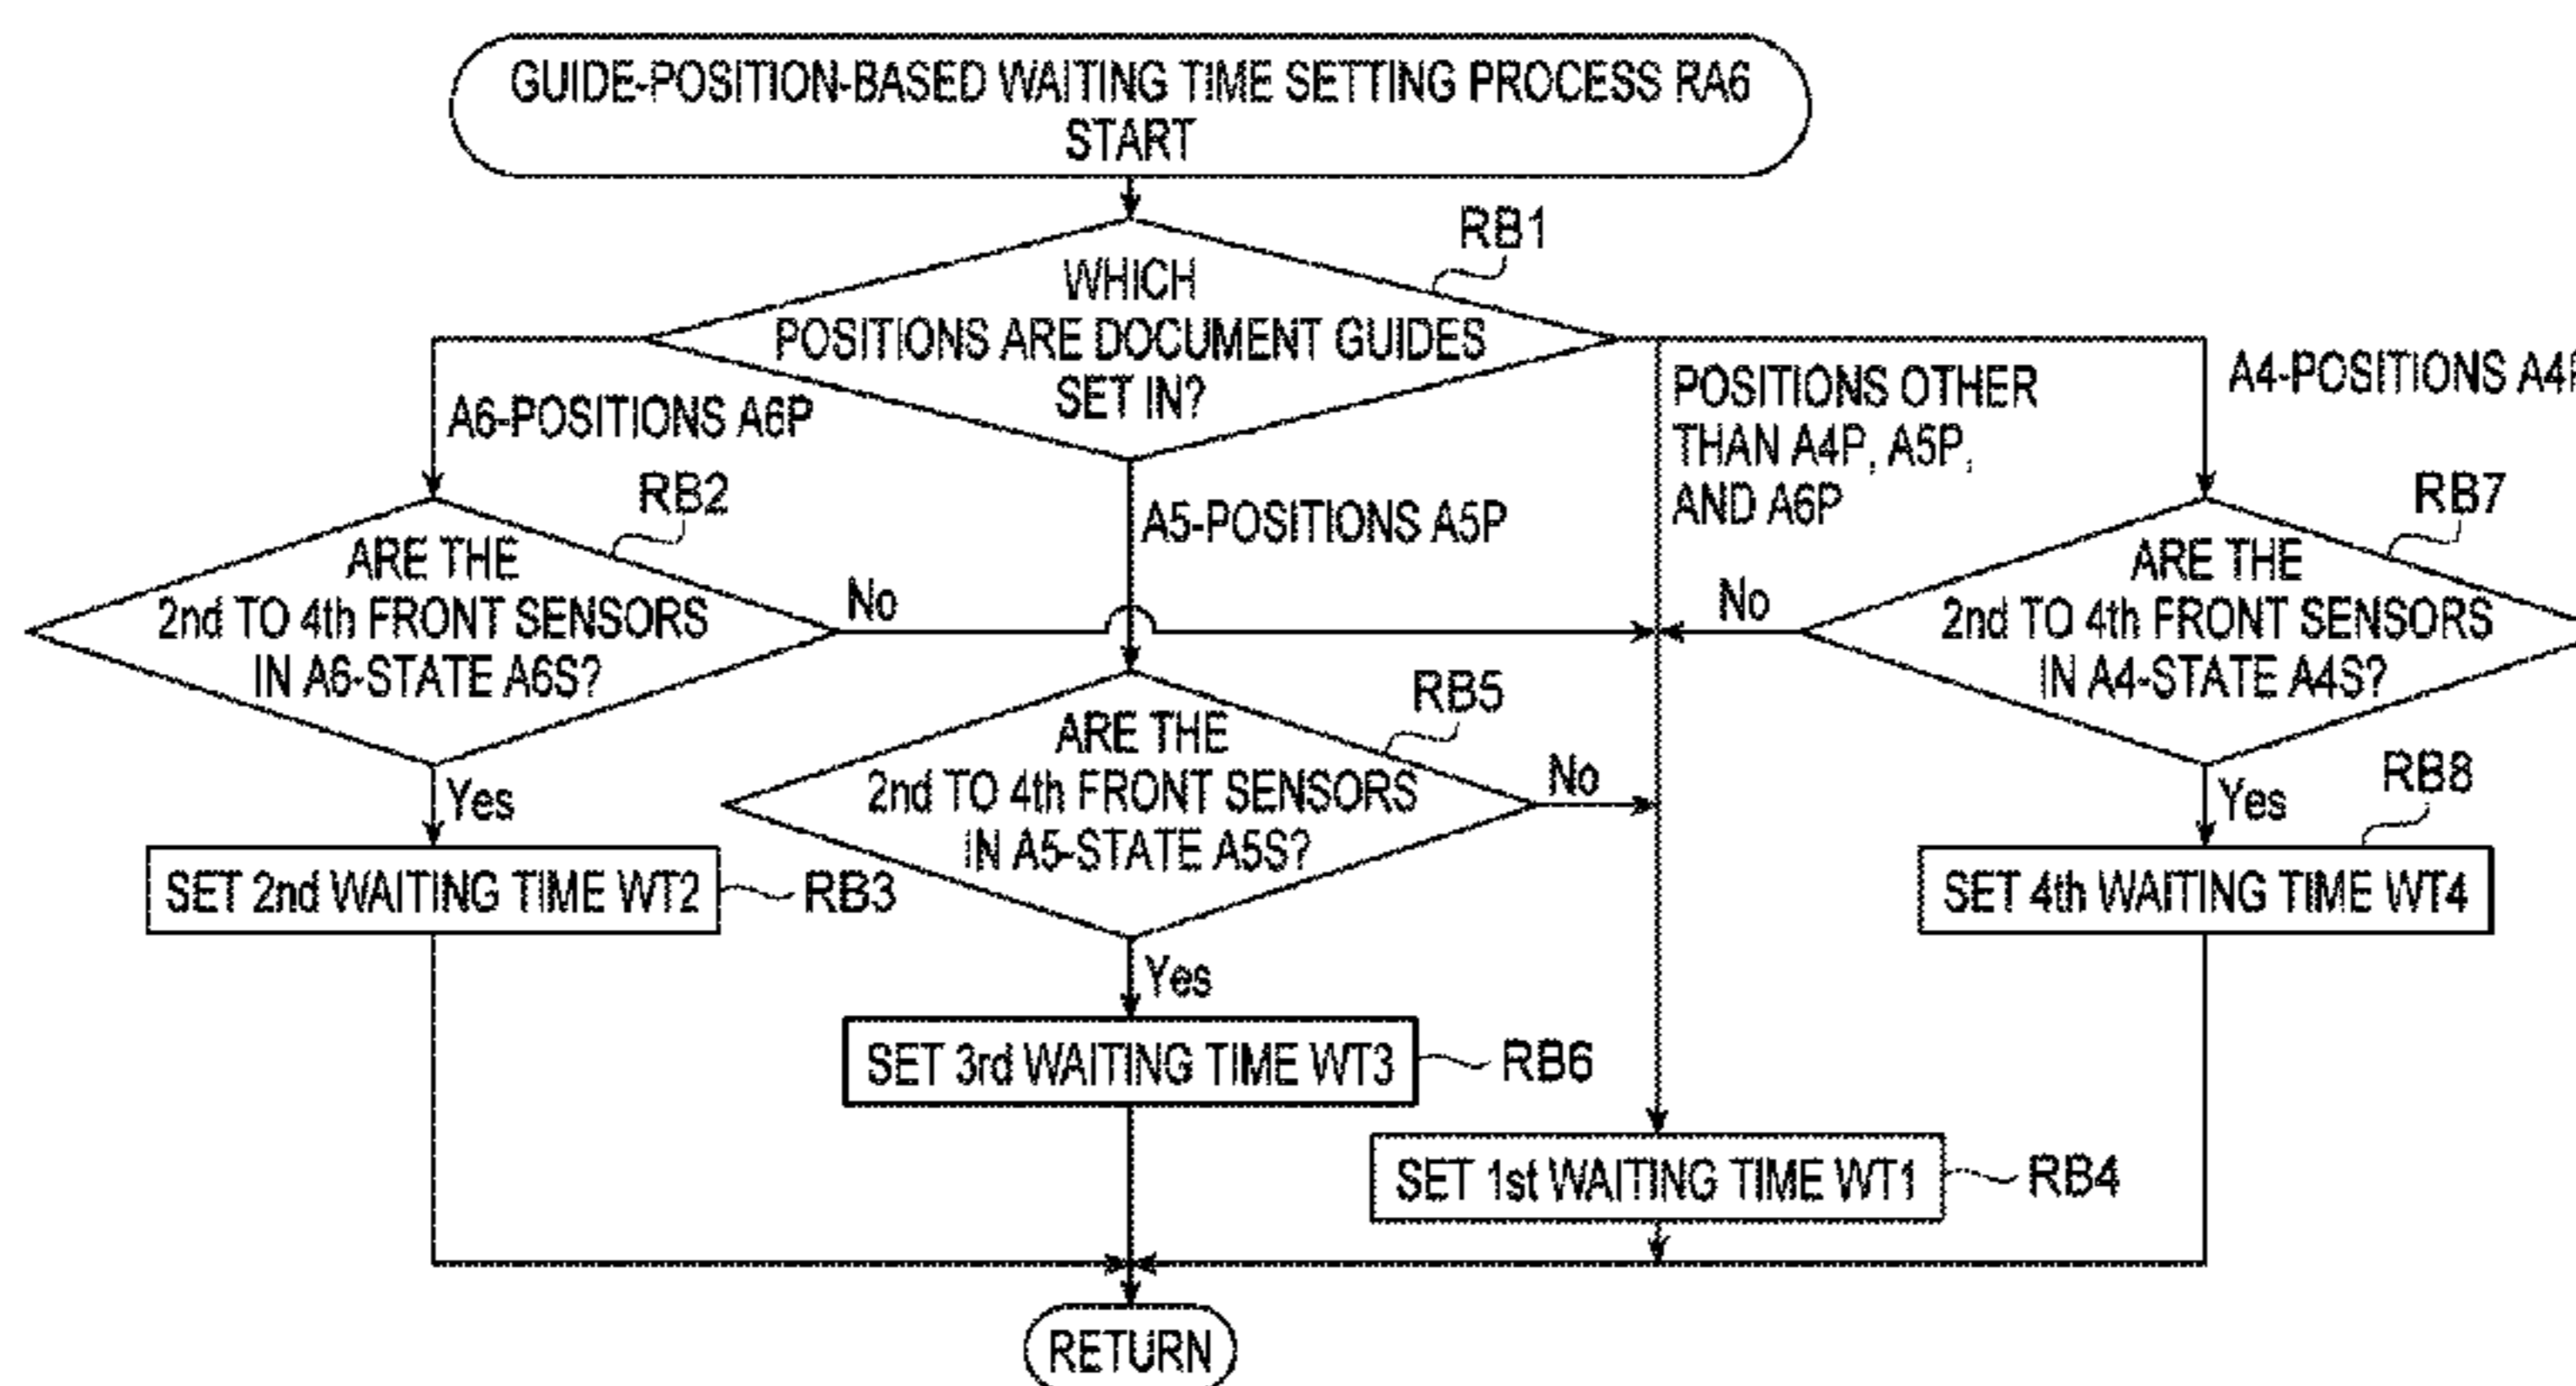 GUIDE-POSITION-BASED WAITING TIME SETTING PROCESS RA6
START
RB1
WHICH
POSITIONS ARE DOCUMENT GUIDES
SET IN?
A6-POSITIONS A6P
A5-POSITIONS A5P
POSITIONS OTHER
THAN A4P, A5P,
AND A6P
A4-POSITIONS A4P
RB2
ARE THE
2nd TO 4th FRONT SENSORS
IN A6-STATE A6S?
No
Yes
RB7
ARE THE
2nd TO 4th FRONT SENSORS
IN A4-STATE A4S?
No
Yes
RB5
ARE THE
2nd TO 4th FRONT SENSORS
IN A5-STATE A5S?
No
Yes
SET 2nd WAITING TIME WT2
RB3
RB8
SET 4th WAITING TIME WT4
SET 3rd WAITING TIME WT3
RB6
SET 1st WAITING TIME WT1
RB4
RETURN